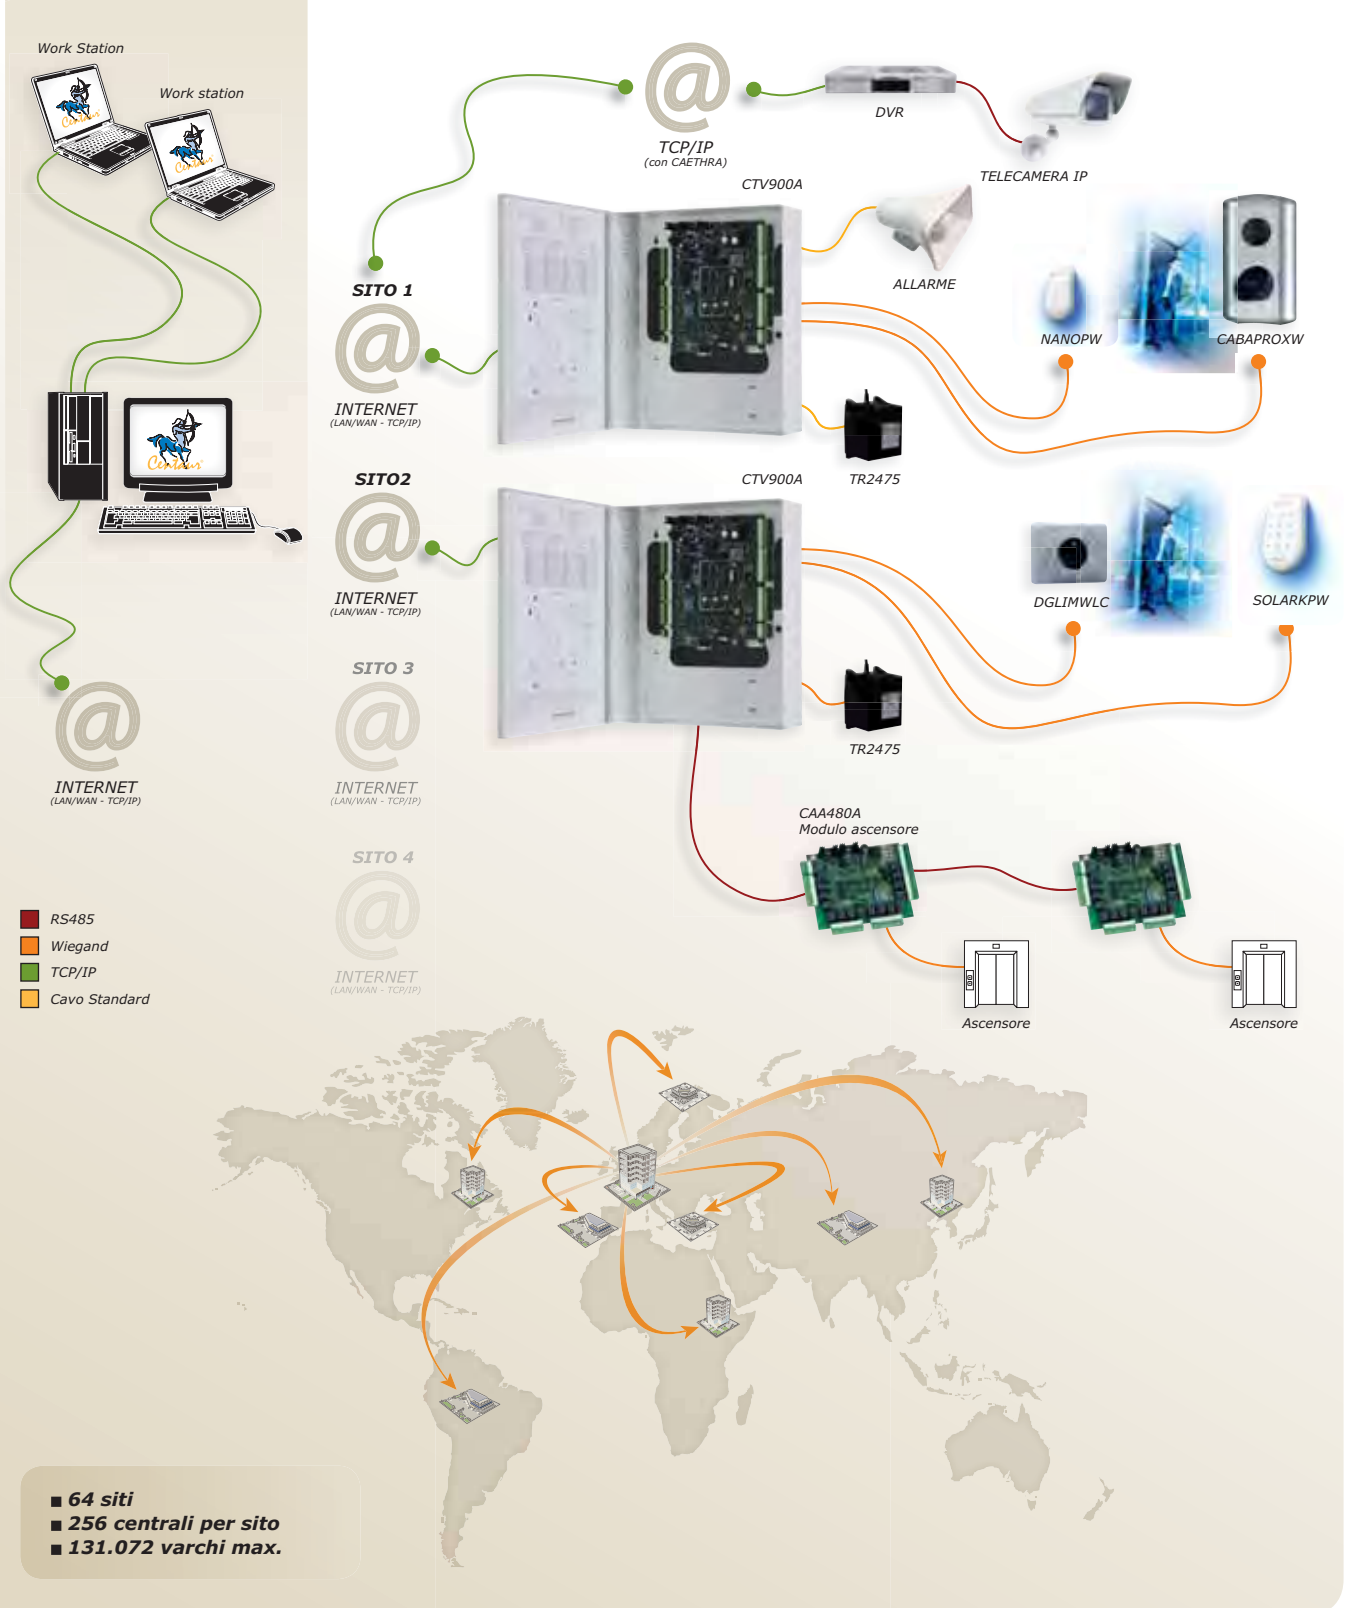 Work Station
Work station
Centaur
Centaur
Centaur
TCP/IP
(con CAETHRA)
DVR
TELECAMERA IP
CTV900A
ALLARME
SITO 1
INTERNET
(LAN/WAN - TCP/IP)
NANOPW
CABAPROXW
TR2475
SITO2
INTERNET
(LAN/WAN - TCP/IP)
CTV900A
DGLIMWLC
SOLARKPW
TR2475
SITO 3
INTERNET
(LAN/WAN - TCP/IP)
INTERNET
(LAN/WAN - TCP/IP)
CAA480A
Modulo ascensore
SITO 4
INTERNET
(LAN/WAN - TCP/IP)
Ascensore
Ascensore
RS485
Wiegand
TCP/IP
Cavo Standard
■ 64 siti
■ 256 centrali per sito
■ 131.072 varchi max.